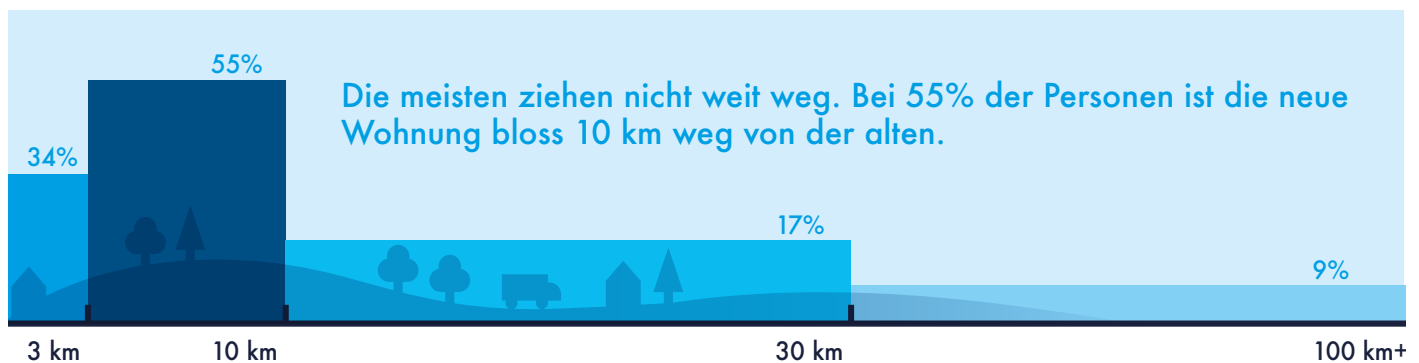 55%
Die meisten ziehen nicht weit weg. Bei 55% der Personen ist die neue
Wohnung bloss 10 km weg von der alten.
34%
17%
9%
3 km
10 km
30 km
100 km+